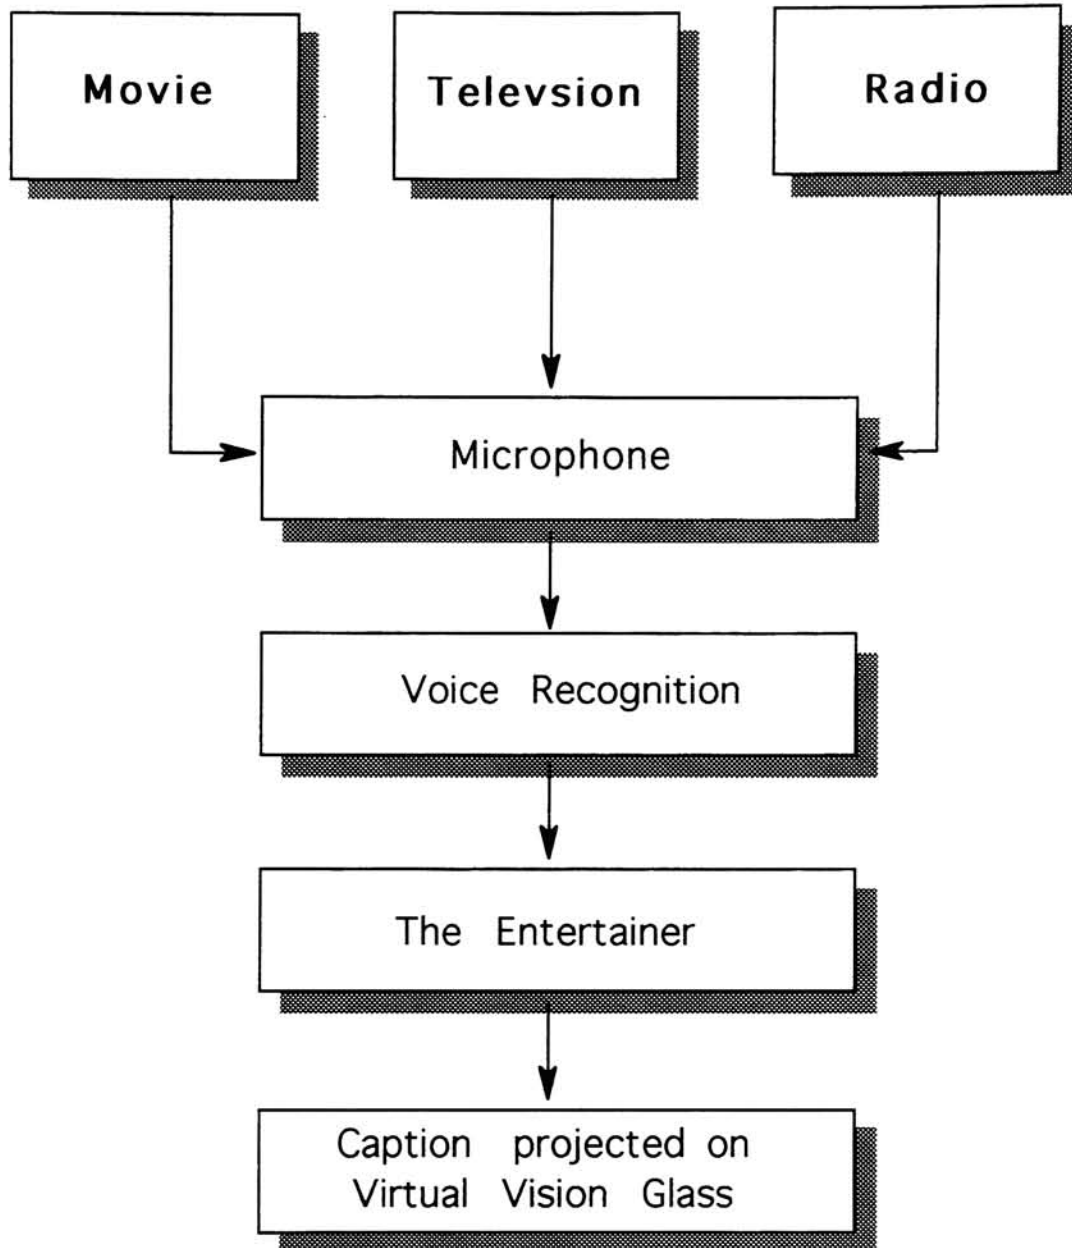 Movie
Televsion
Radio
Microphone
Voice Recognition
The Entertainer
Caption projected on
Virtual Vision Glass